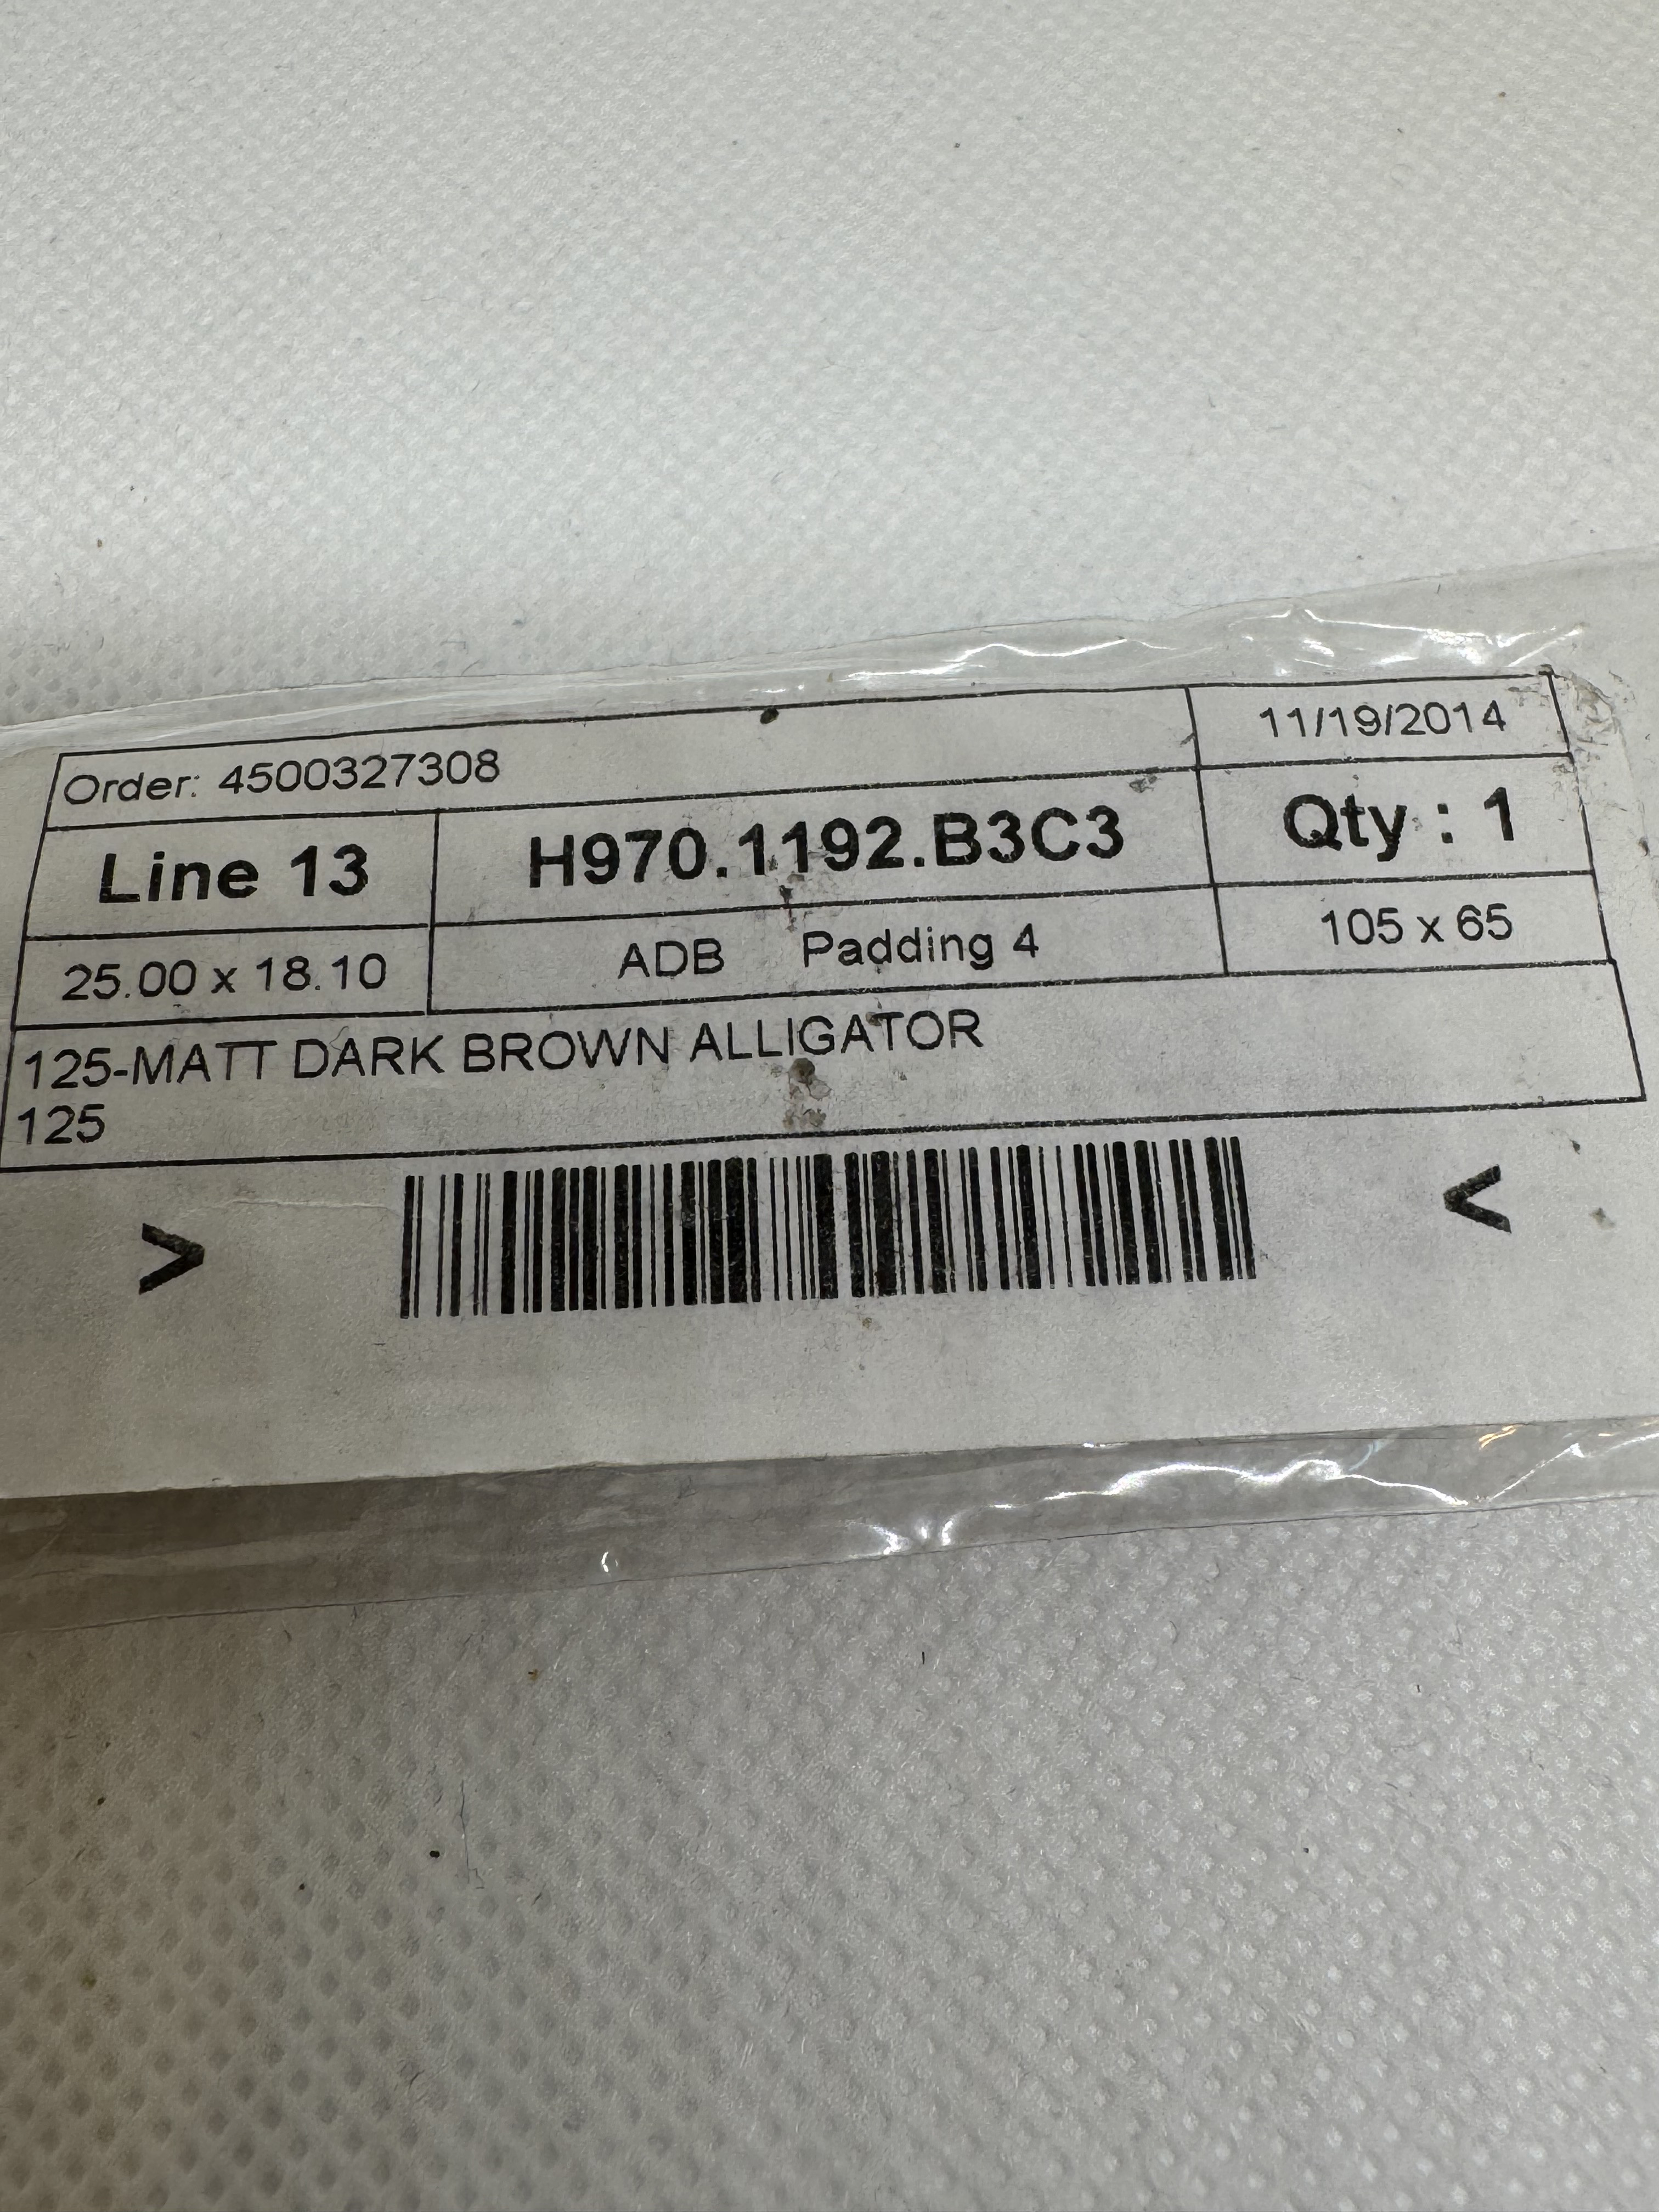 Order: 4500327308 11/19/2014
Line 13 H970.1192.B3C3 Qty : 1
25.00 x 18.10 ADB Padding 4 105 x 65
125-MATT DARK BROWN ALLIGATOR
125
> <